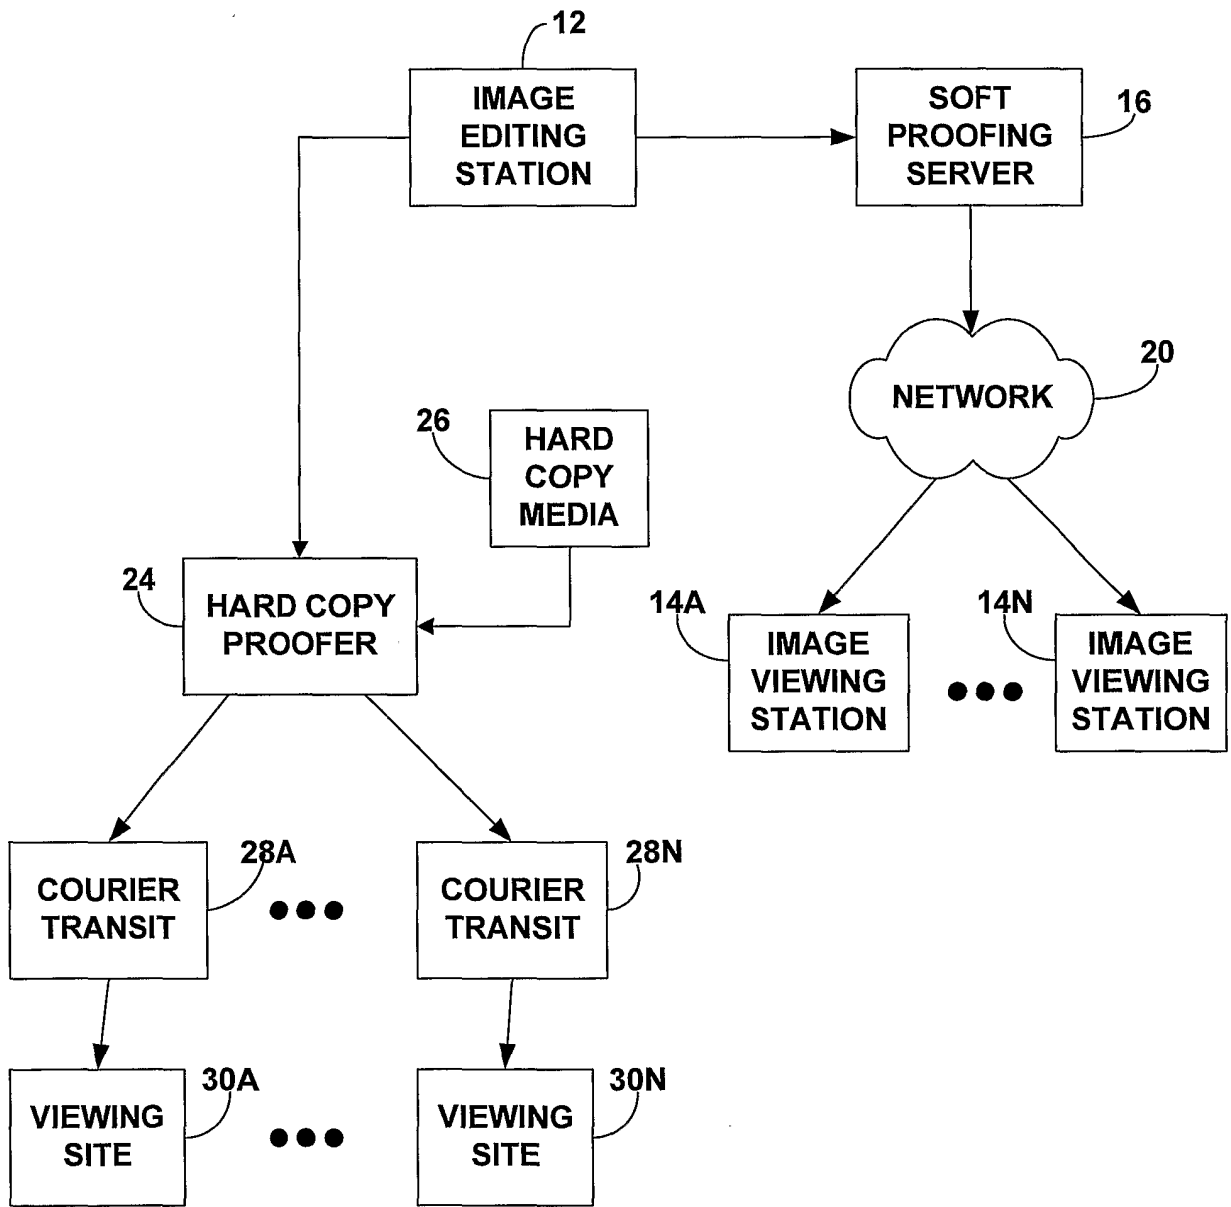 12
IMAGE
EDITING
STATION
SOFT
PROOFING
SERVER
16
20
NETWORK
26
HARD
COPY
MEDIA
24
HARD COPY
PROOFER
14A
IMAGE
VIEWING
STATION
14N
IMAGE
VIEWING
STATION
28A
COURIER
TRANSIT
28N
COURIER
TRANSIT
30A
VIEWING
SITE
30N
VIEWING
SITE